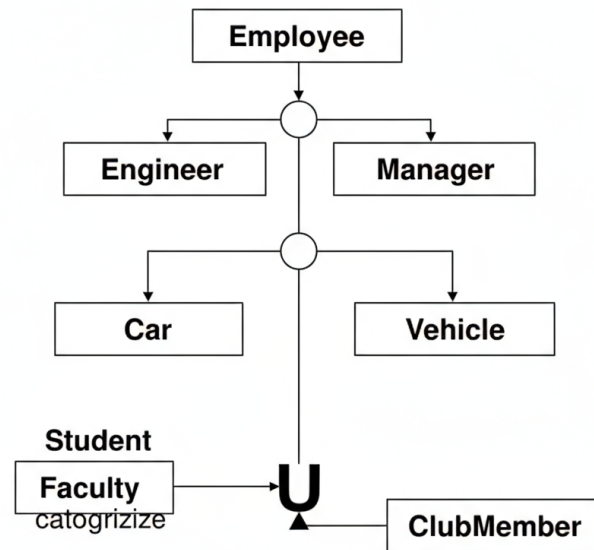 Employee
Engineer
Manager
Car
Vehicle
Student
Faculty
catogrizize
U
ClubMember